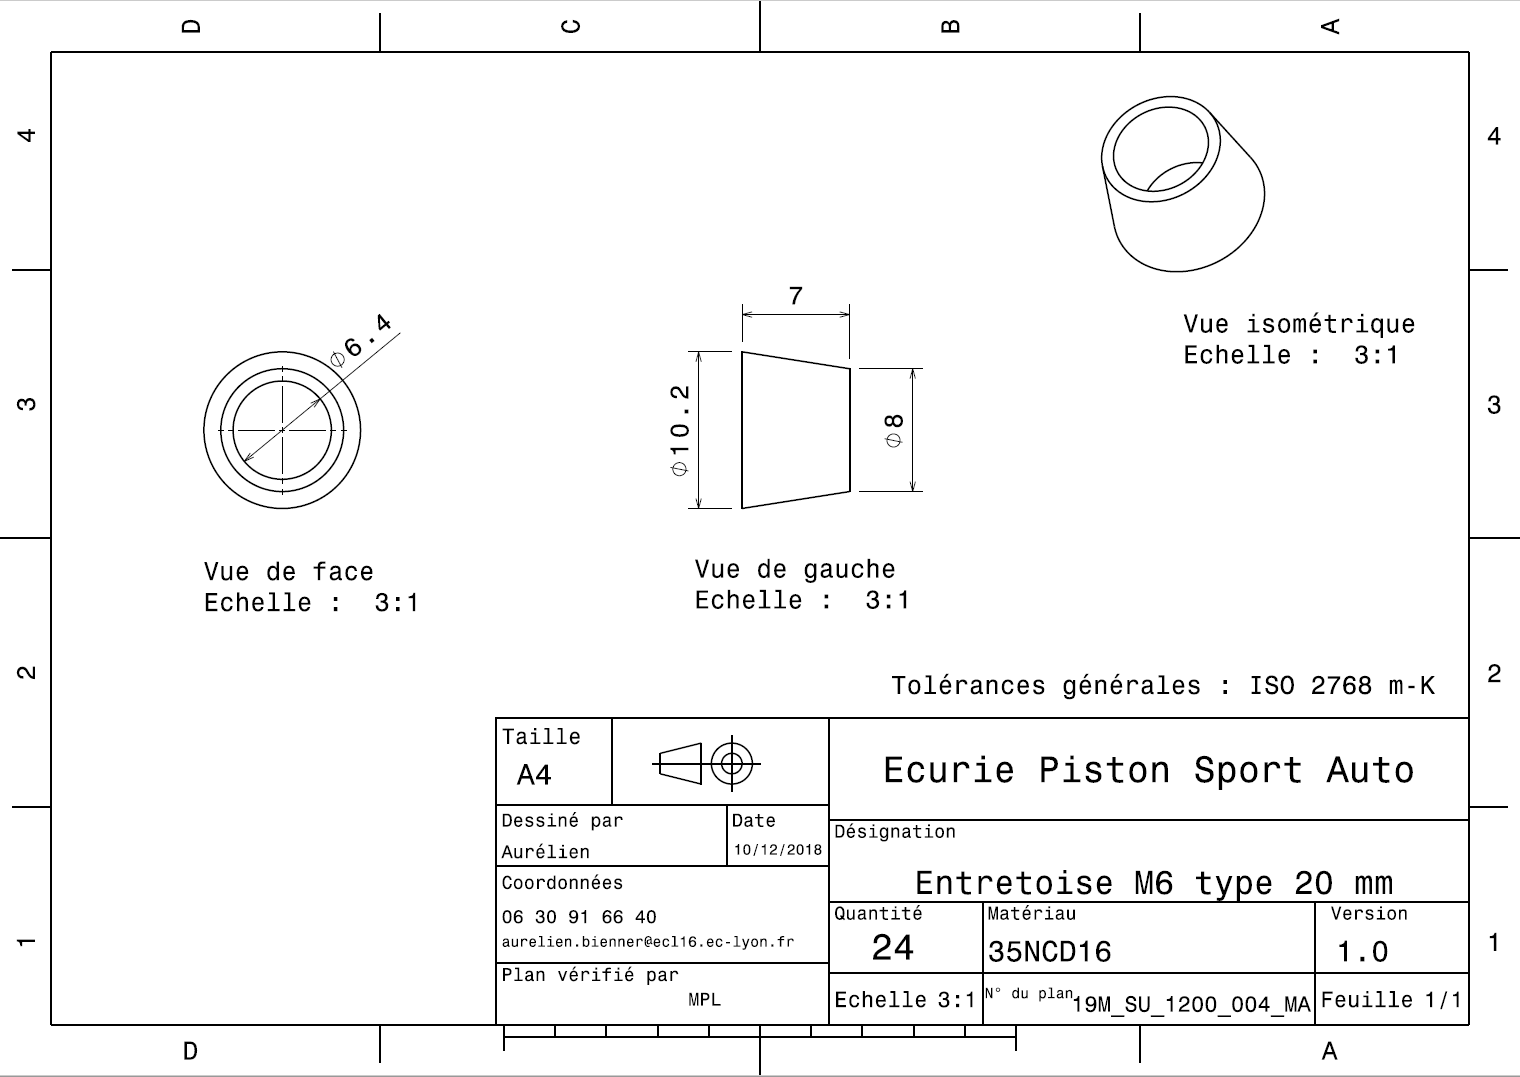 D
C
B
A
4
4
Vue isométrique
Echelle :  3:1
7
Ø6.4
Ø10.2
Ø8
3
3
Vue de face
Echelle :  3:1
Vue de gauche
Echelle :  3:1
2
2
Tolérances générales : ISO 2768 m-K
Taille
A4
Ecurie Piston Sport Auto
Dessiné par
Aurélien
Date
10/12/2018
Désignation
Entretoise M6 type 20 mm
Coordonnées
06 30 91 66 40
aurelien.bienner@ecl16.ec-lyon.fr
Quantité
24
Matériau
35NCD16
Version
1.0
1
1
Plan vérifié par
MPL
Echelle 3:1
N° du plan
19M_SU_1200_004_MA
Feuille 1/1
D
A